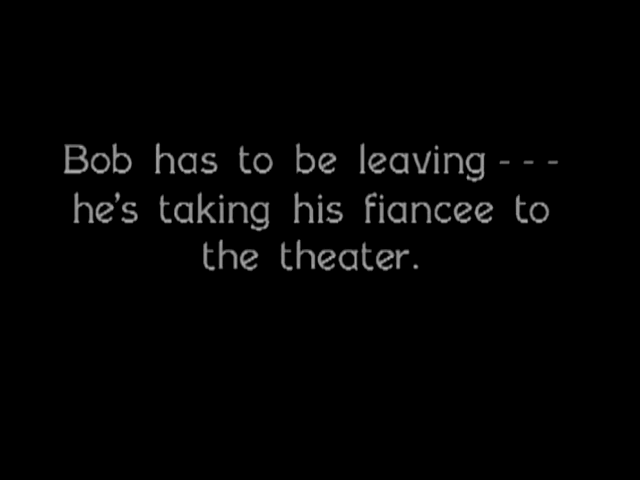 Bob has to be leaving - - -
he's taking his fiancee to
the theater.